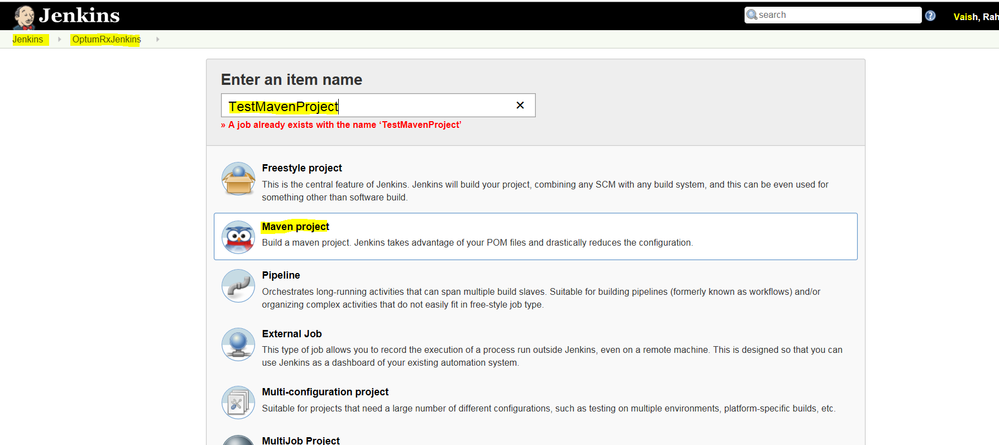 Jenkins
search
Vaish, Rah
Jenkins
OptumRxJenkins
Enter an item name
TestMavenProject
» A job already exists with the name ‘TestMavenProject’
Freestyle project
This is the central feature of Jenkins. Jenkins will build your project, combining any SCM with any build system, and this can be even used for
something other than software build.
Maven project
Build a maven project. Jenkins takes advantage of your POM files and drastically reduces the configuration.
Pipeline
Orchestrates long-running activities that can span multiple build slaves. Suitable for building pipelines (formerly known as workflows) and/or
organizing complex activities that do not easily fit in free-style job type.
External Job
This type of job allows you to record the execution of a process run outside Jenkins, even on a remote machine. This is designed so that you can
use Jenkins as a dashboard of your existing automation system.
Multi-configuration project
Suitable for projects that need a large number of different configurations, such as testing on multiple environments, platform-specific builds, etc.
MultiJob Project